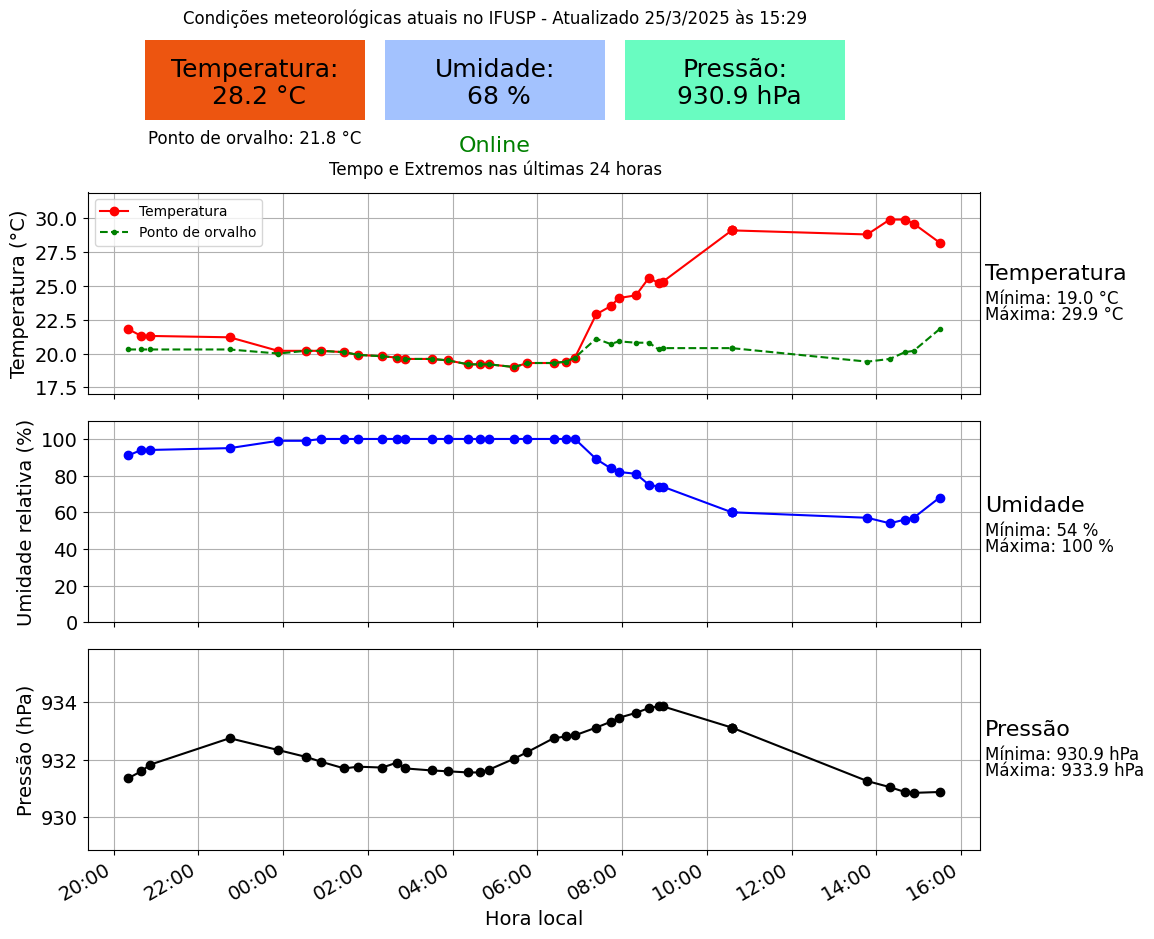 Condições meteorológicas atuais no IFUSP - Atualizado 25/3/2025 às 15:29
Temperatura:
28.2 °C
Umidade:
68 %
Pressão:
930.9 hPa
Ponto de orvalho: 21.8 °C
Online
Tempo e Extremos nas últimas 24 horas
Temperatura (°C)
30.0
27.5
25.0
22.5
20.0
17.5
Temperatura
Ponto de orvalho
Temperatura
Mínima: 19.0 °C
Máxima: 29.9 °C
Umidade relativa (%)
100
80
60
40
20
0
Umidade
Mínima: 54 %
Máxima: 100 %
Pressão (hPa)
934
932
930
Pressão
Mínima: 930.9 hPa
Máxima: 933.9 hPa
20:00
22:00
00:00
02:00
04:00
06:00
08:00
10:00
12:00
14:00
16:00
Hora local